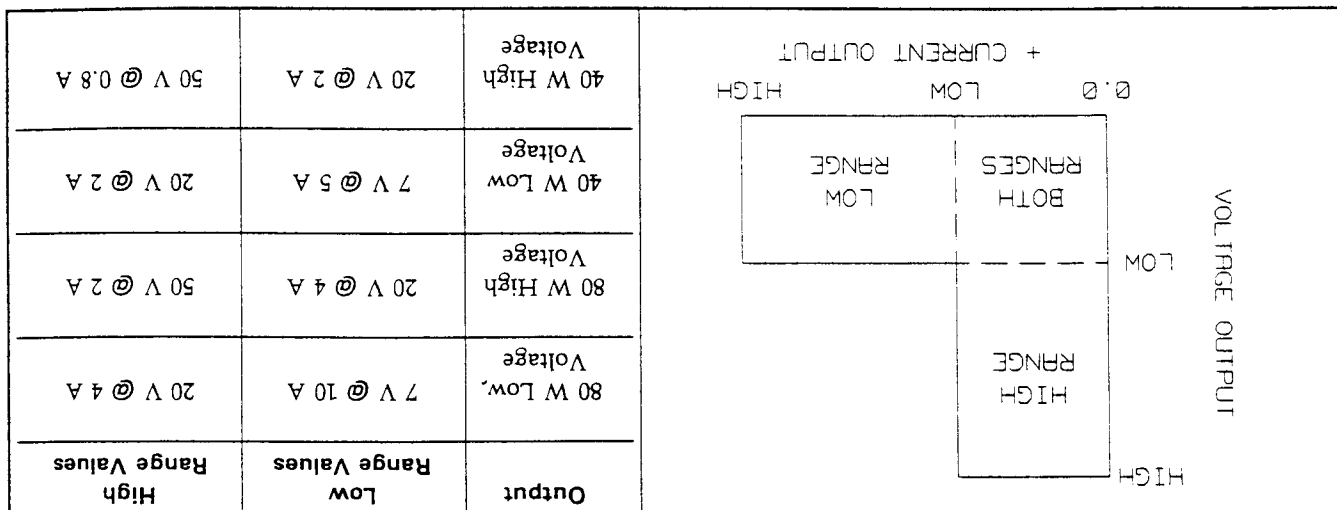 VOLTAGE OUTPUT
HIGH
HIGH
RANGE
LOW
BOTH
RANGES
LOW
RANGE
0.0 LOW HIGH
+ CURRENT OUTPUT
Output
Low
Range Values
High
Range Values
80 W Low,
Voltage
7 V @ 10 A
20 V @ 4 A
80 W High
Voltage
20 V @ 4 A
50 V @ 2 A
40 W Low
Voltage
7 V @ 5 A
20 V @ 2 A
40 W High
Voltage
20 V @ 2 A
50 V @ 0.8 A